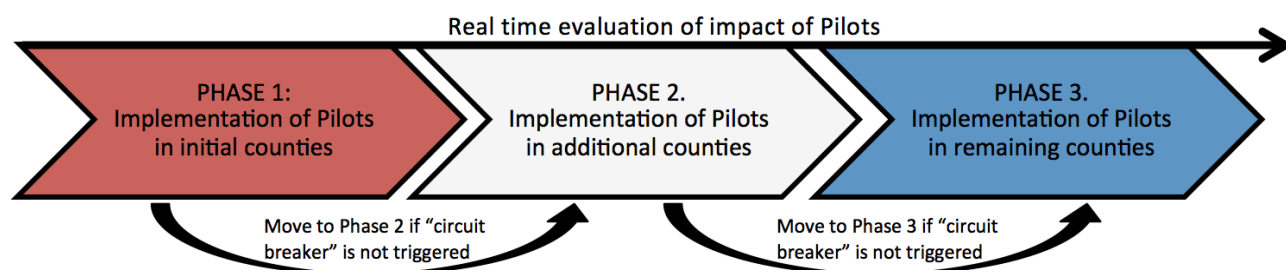 Real time evaluation of impact of Pilots
PHASE 1:
Implementation of Pilots
in initial counties
PHASE 2.
Implementation of Pilots
in additional counties
PHASE 3.
Implementation of Pilots
in remaining counties
Move to Phase 2 if “circuit
breaker” is not triggered
Move to Phase 3 if “circuit
breaker” is not triggered